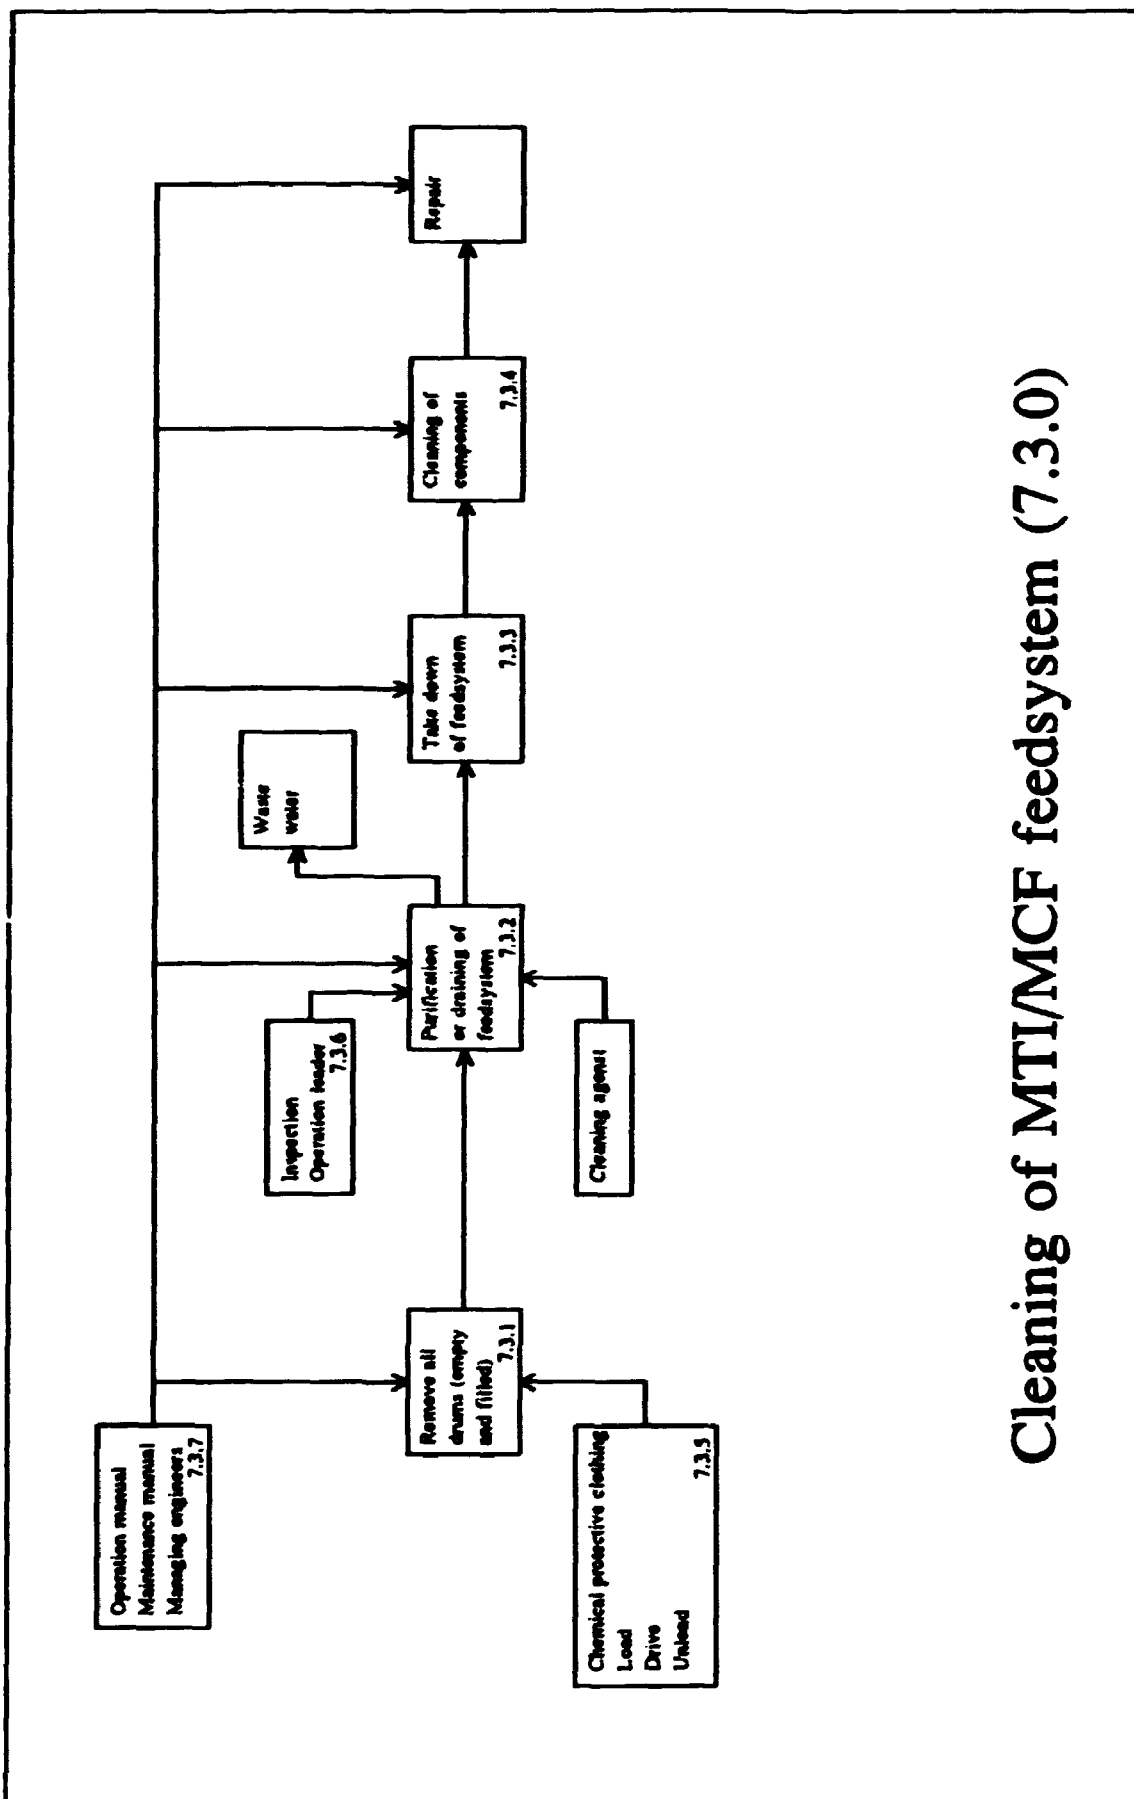 Operation manual
Maintenance manual
Managing engineers
7.3.7
Inspection
Operation leader
7.3.6
Waste
water
Remove all
drums (empty
and filled)
7.3.1
Purification
or draining of
feedsystem
7.3.2
Take down
of feedsystem
7.3.3
Cleaning of
components
7.3.4
Repair
Chemical protective clothing
Load
Drive
Unload
7.3.5
Cleaning agens:
Cleaning of MTI/MCF feedsystem (7.3.0)